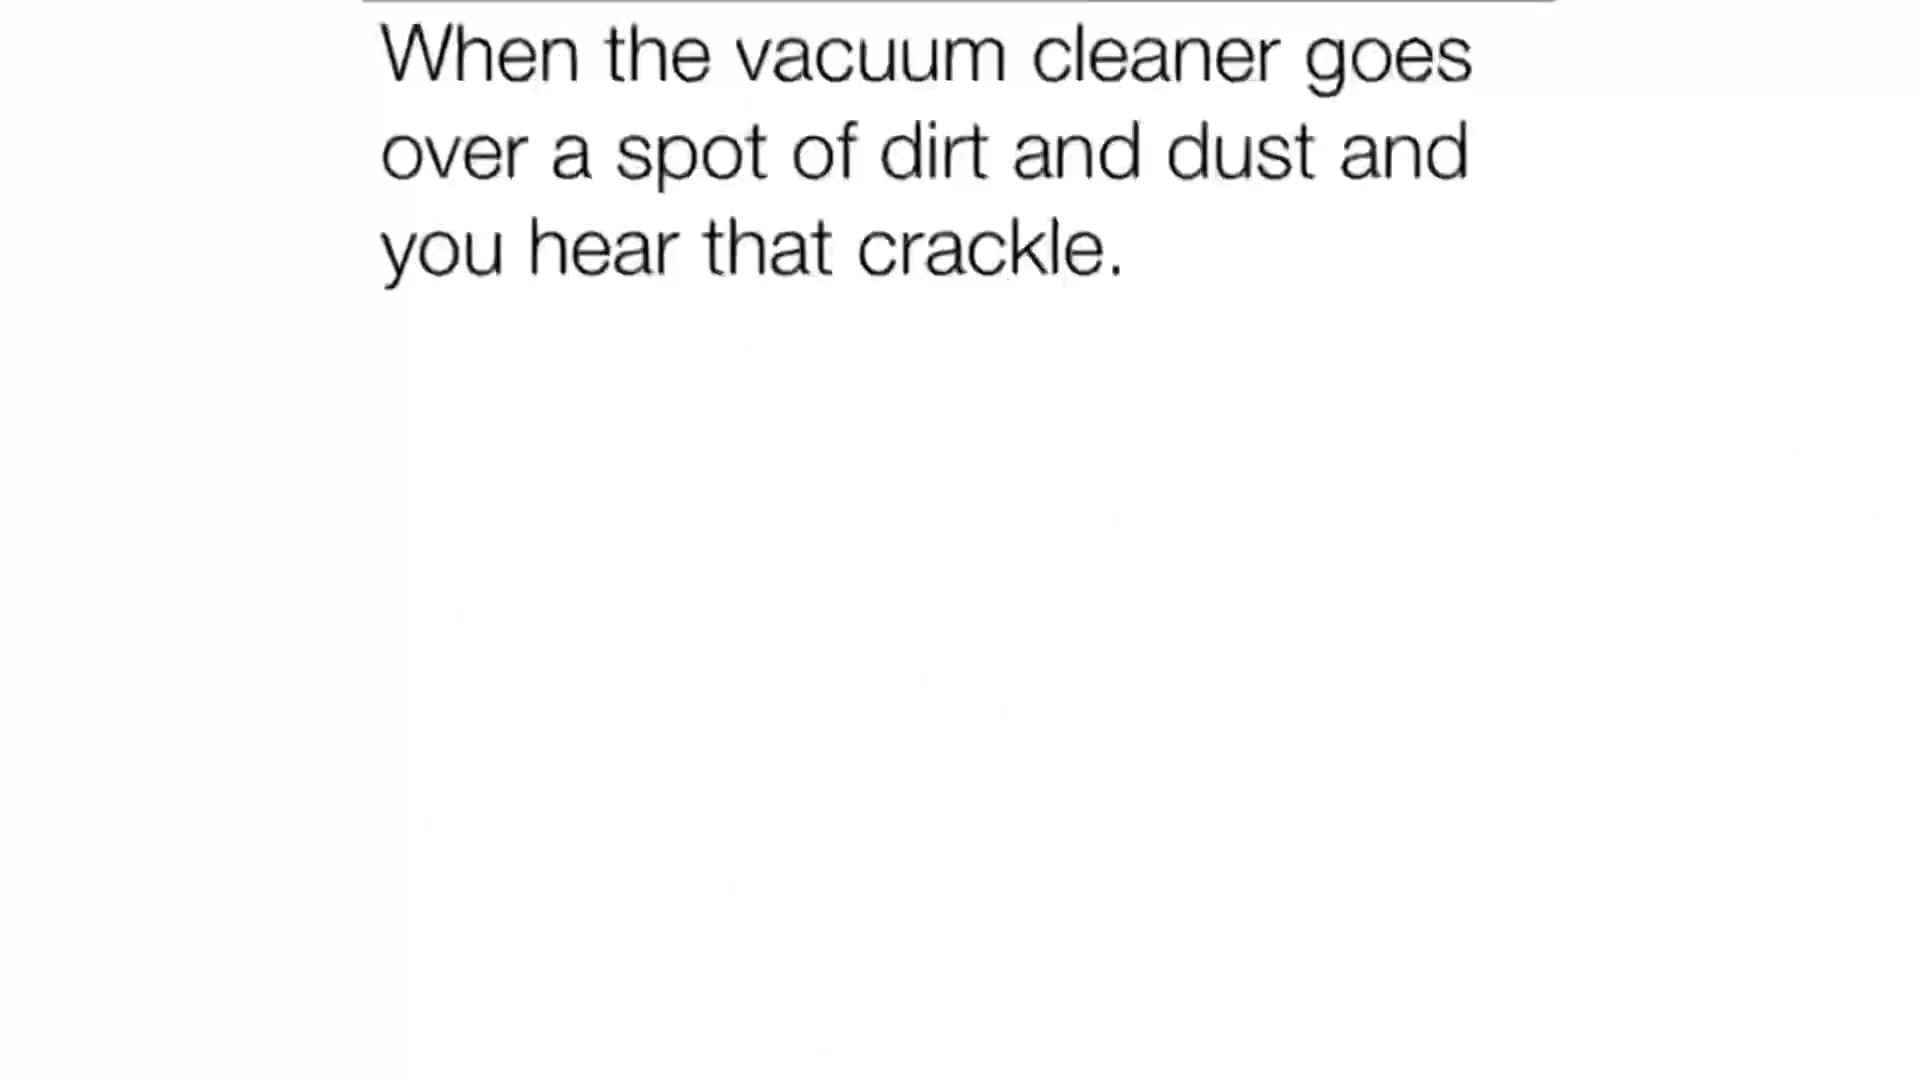 When the vacuum cleaner goes
over a spot of dirt and dust and
you hear that crackle.